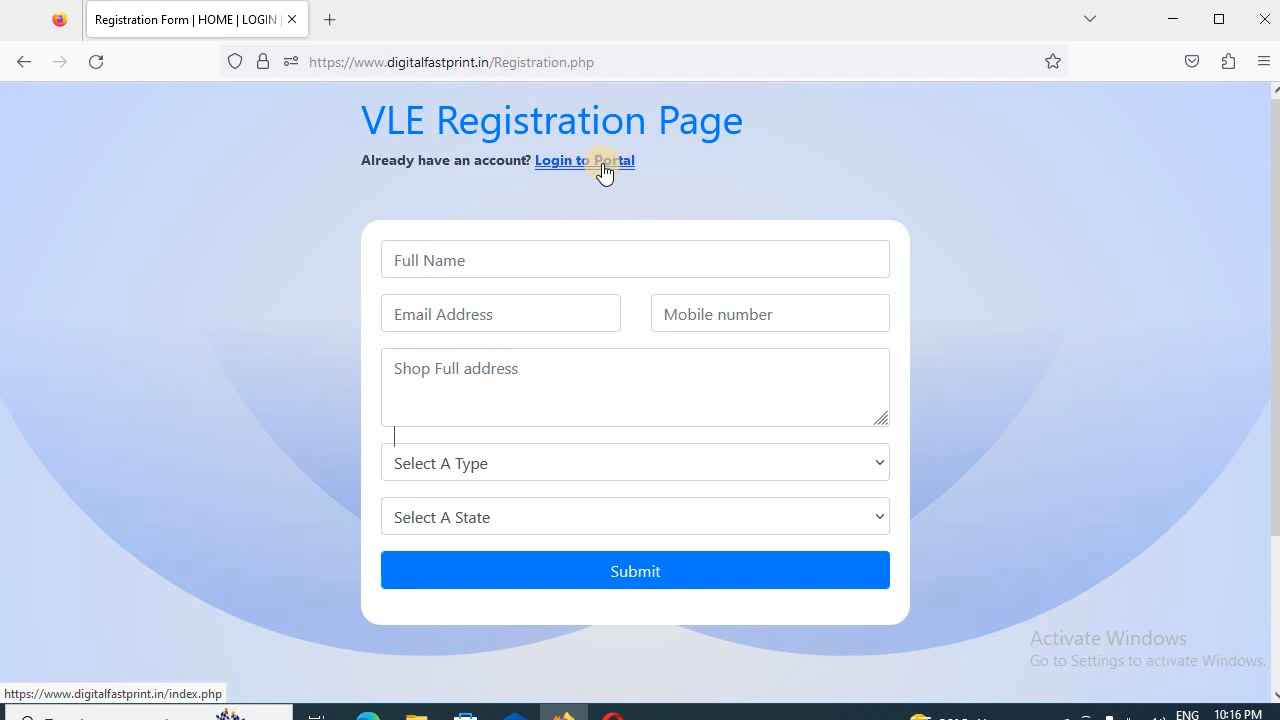 Registration Form | HOME | LOGIN |
https://www.digitalfastprint.in/Registration.php
VLE Registration Page
Already have an account? Login to Portal
Full Name
Email Address
Mobile number
Shop Full address
Select A Type
Select A State
Submit
Activate Windows
Go to Settings to activate Windows.
https://www.digitalfastprint.in/index.php
ENG
10:16 PM